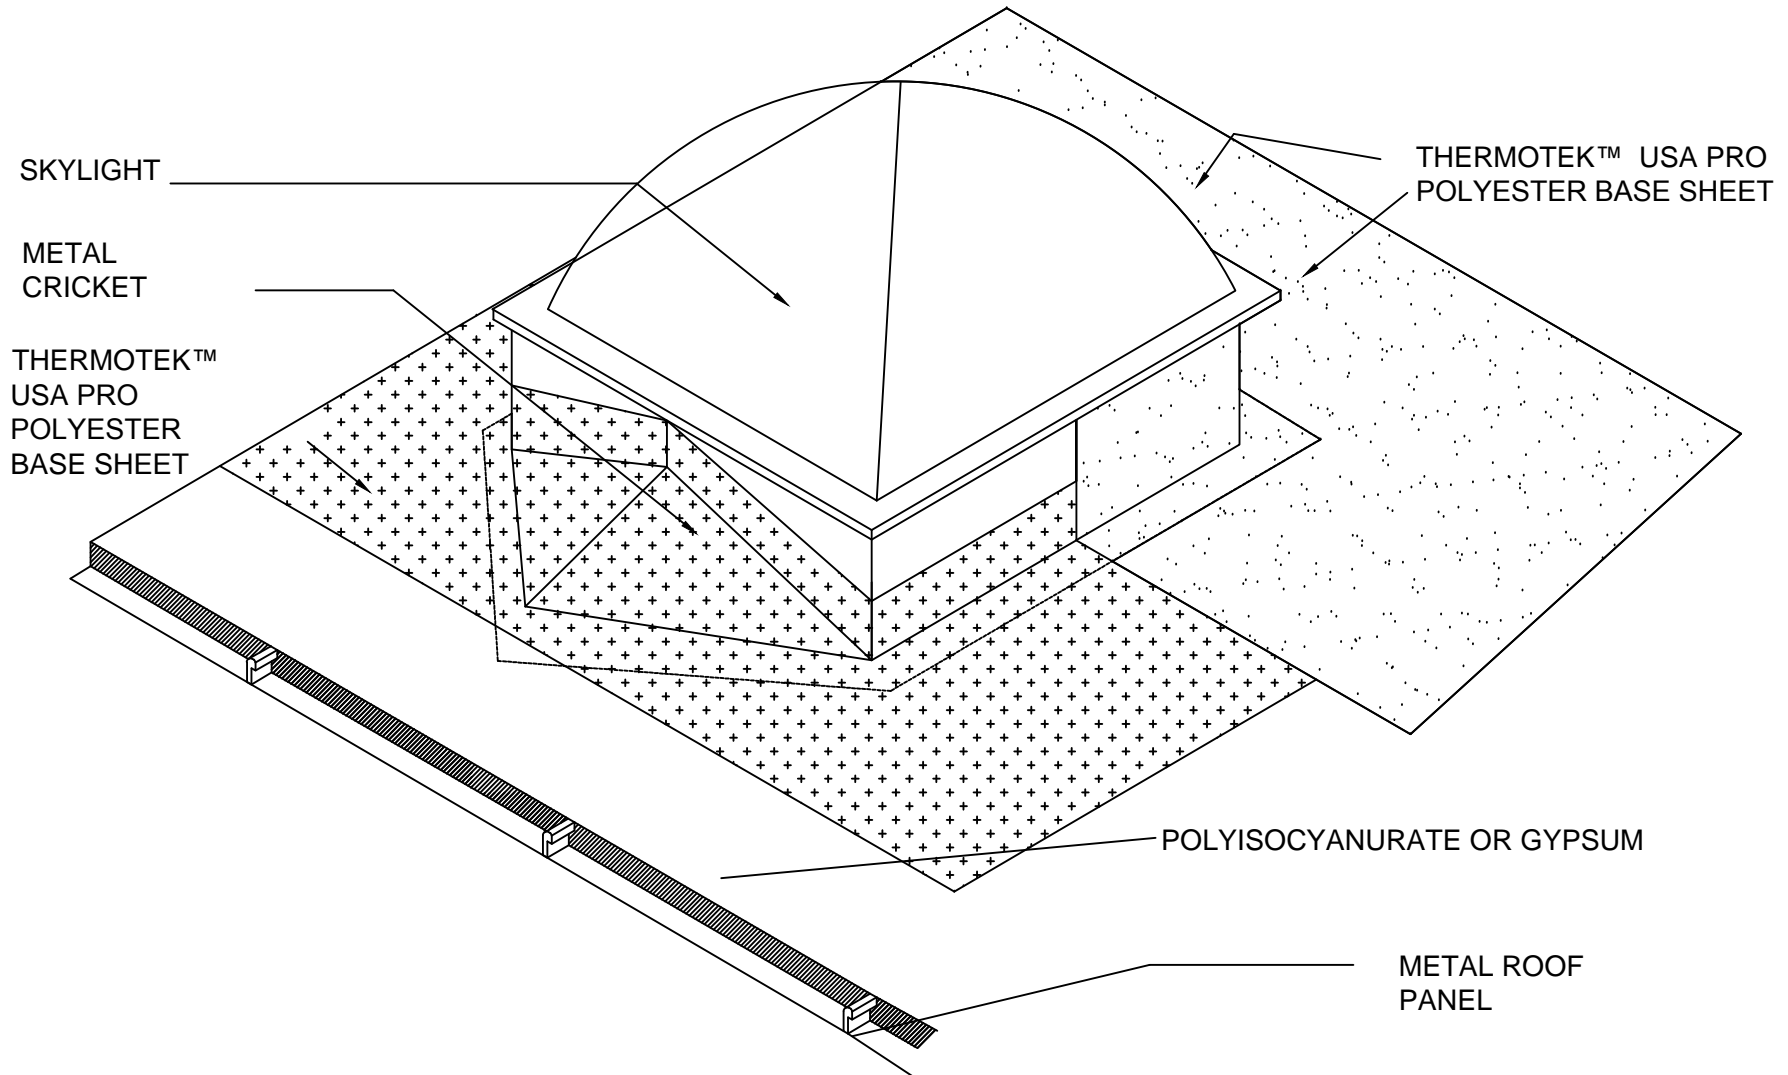 SKYLIGHT
METAL
CRICKET
THERMOTEK™
USA PRO
POLYESTER
BASE SHEET
THERMOTEK™ USA PRO
POLYESTER BASE SHEET
POLYISOCYANURATE OR GYPSUM
METAL ROOF
PANEL